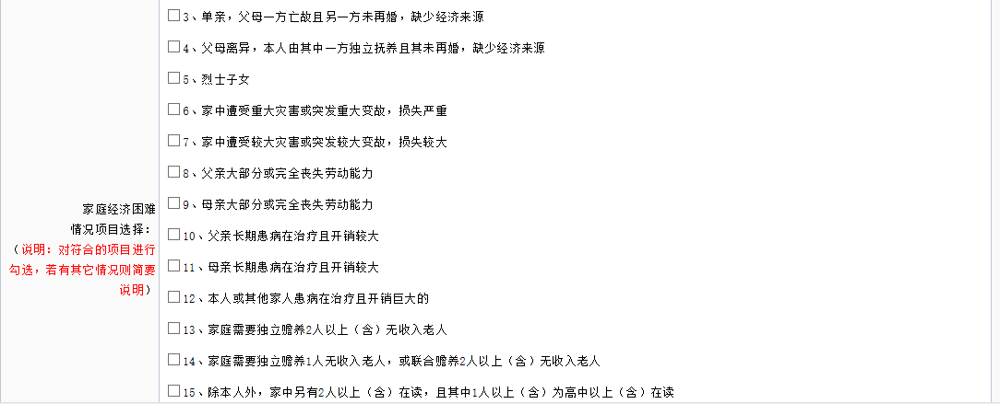 3、单亲，父母一方亡故且另一方未再婚，缺少经济来源
4、父母离异，本人由其中一方独立抚养且其未再婚，缺少经济来源
5、烈士子女
6、家中遭受重大灾害或突发重大变故，损失严重
7、家中遭受较大灾害或突发较大变故，损失较大
8、父亲大部分或完全丧失劳动能力
9、母亲大部分或完全丧失劳动能力
家庭经济困难
情况项目选择：
（说明：对符合的项目进行
勾选，若有其它情况则简要
说明）
10、父亲长期患病在治疗且开销较大
11、母亲长期患病在治疗且开销较大
12、本人或其他家人患病在治疗且开销巨大的
13、家庭需要独立赡养2人以上（含）无收入老人
14、家庭需要独立赡养1人无收入老人，或联合赡养2人以上（含）无收入老人
15、除本人外，家中另有2人以上（含）在读，且其中1人以上（含）为高中以上（含）在读